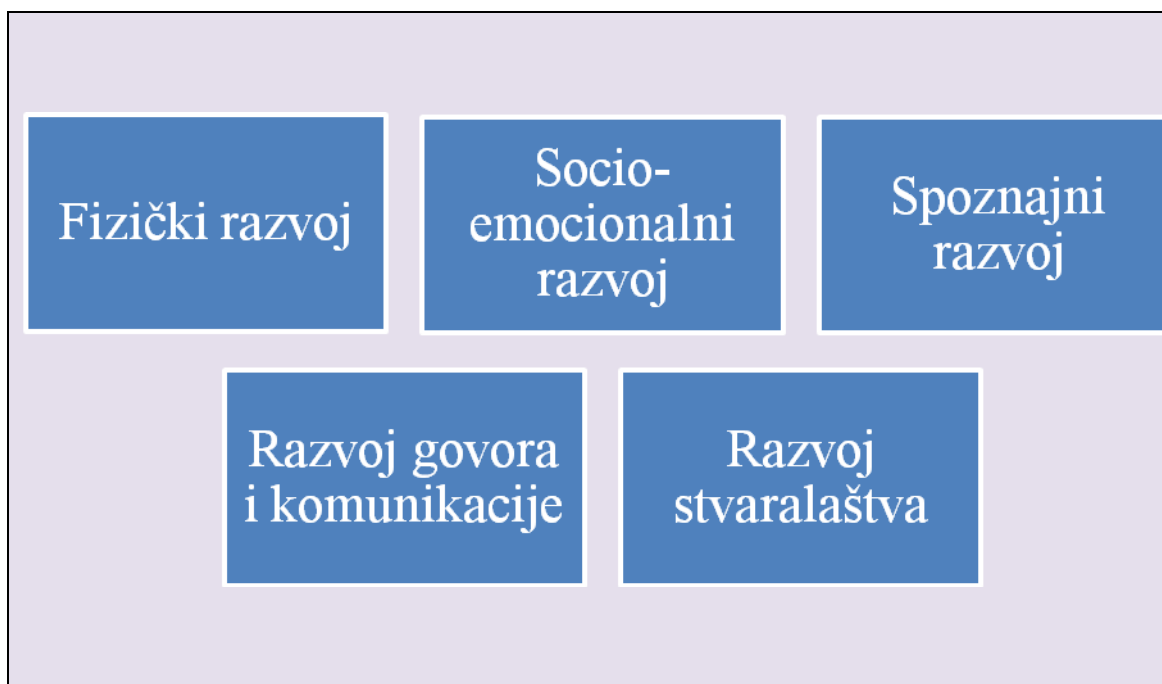 Fizički razvoj
Socio-
emocionalni
razvoj
Spoznajni
razvoj
Razvoj govora
i komunikacije
Razvoj
stvaralaštva